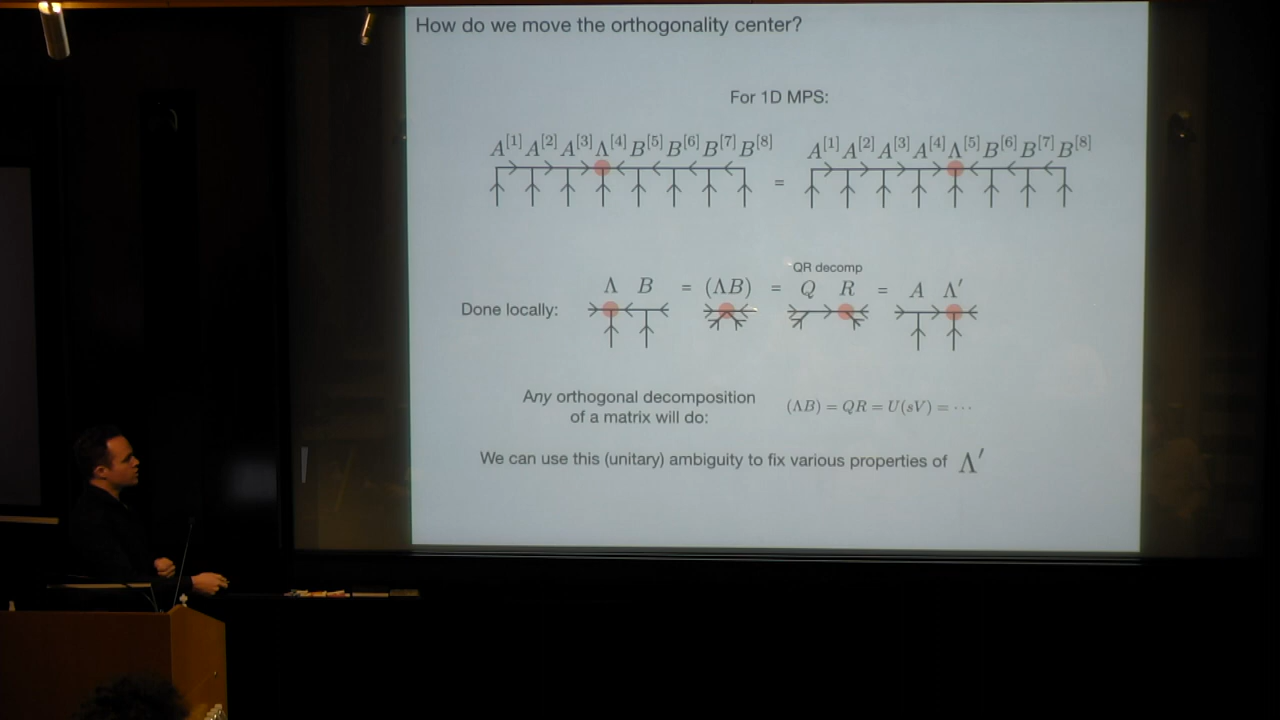 How do we move the orthogonality center?
For 1D MPS:
A^[1] A^[2] A^[3] Λ^[4] B^[5] B^[6] B^[7] B^[8] = A^[1] A^[2] A^[3] A^[4] Λ^[5] B^[6] B^[7] B^[8]
QR decomp
Done locally: Λ B = (ΛB) = Q R = A Λ′
Any orthogonal decomposition
of a matrix will do: (ΛB) = QR = U(sV) = ⋯
We can use this (unitary) ambiguity to fix various properties of Λ′